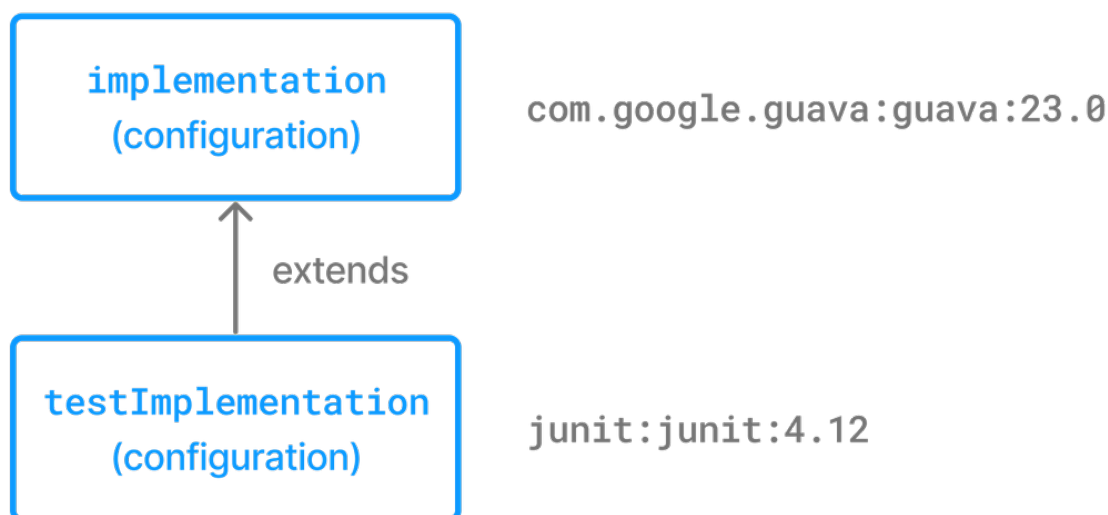 implementation
(configuration)
com.google.guava:guava:23.0
extends
testImplementation
(configuration)
junit:junit:4.12